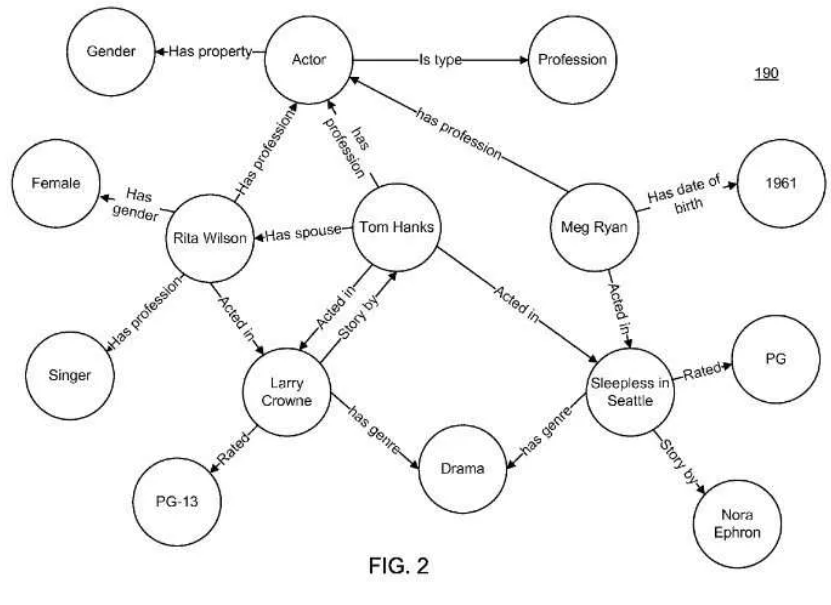 Gender
Has property
Actor
Is type
Profession
190
Has profession
has
profession
has profession
Female
Has
gender
Rita Wilson
Has spouse
Tom Hanks
Meg Ryan
Has date of
birth
1961
Has profession
Acted in
Acted in
Story by
Acted in
Acted in
Singer
Larry
Crowne
Sleepless in
Seattle
Rated
PG
Rated
has genre
Drama
has genre
Story by
PG-13
Nora
Ephron
FIG. 2